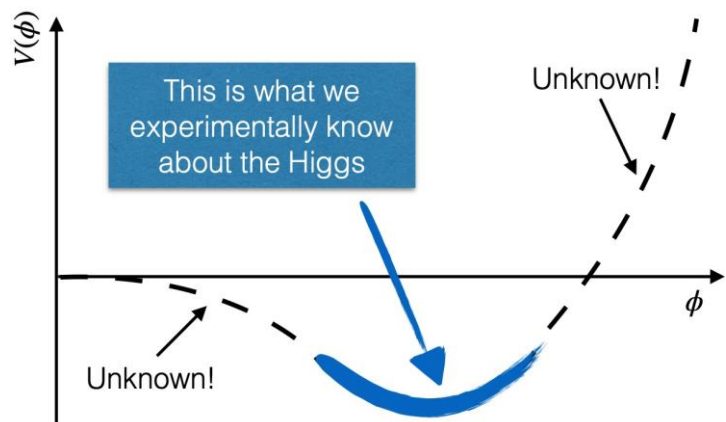 V(ϕ)
This is what we
experimentally know
about the Higgs
Unknown!
ϕ
Unknown!